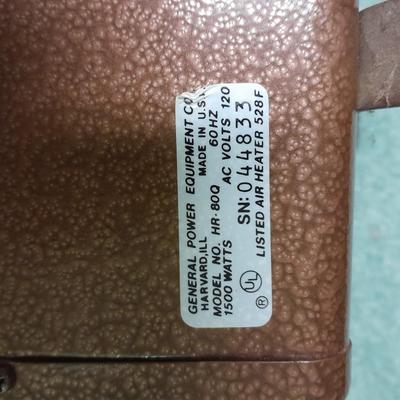 GENERAL POWER EQUIPMENT CO
HARVARD, ILL MADE IN U.S.A.
MODEL NO. HR-80Q 60HZ
1500 WATTS AC VOLTS 120
SN: 044833
UL ® LISTED AIR HEATER 528F